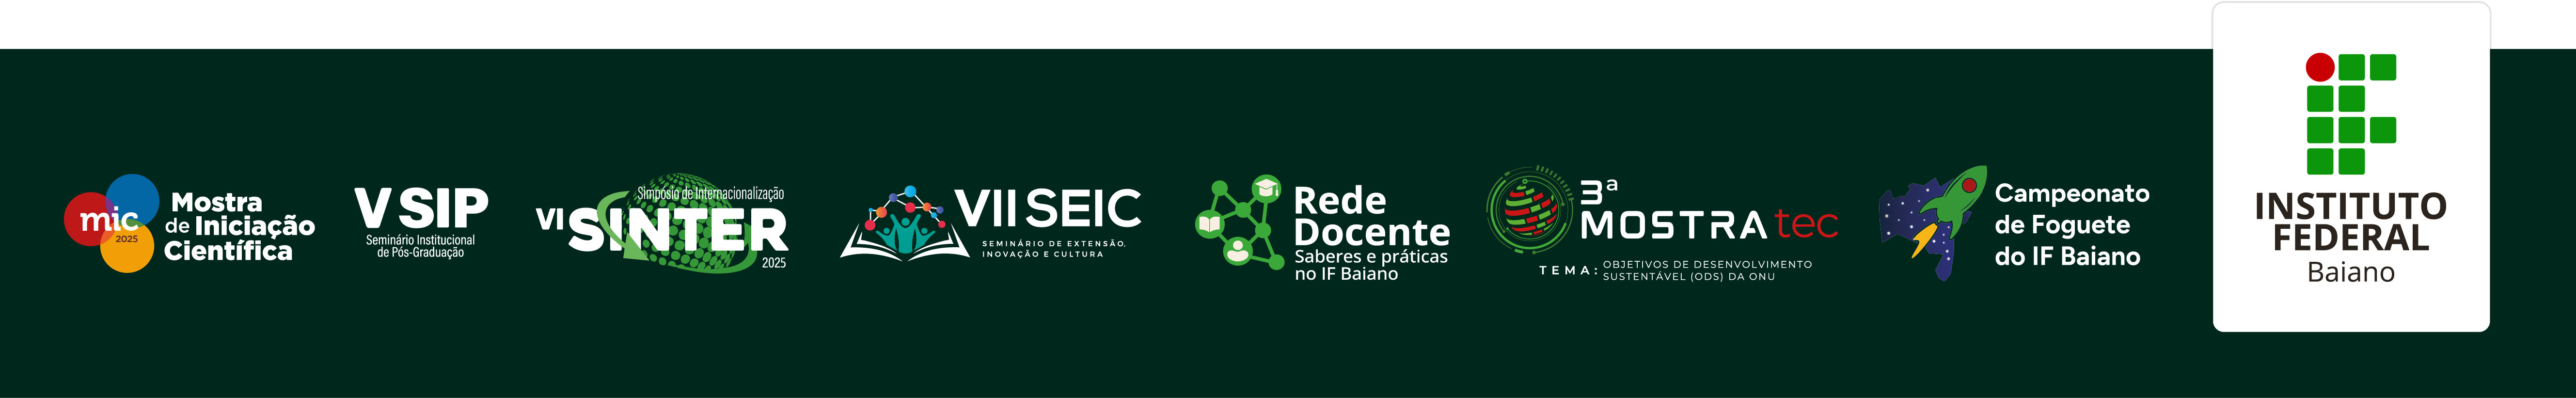 mic
2025
Mostra
de Iniciação
Científica
V SIP
Seminário Institucional
de Pós-Graduação
Simpósio de Internacionalização
VI SINTER
2025
VII SEIC
SEMINÁRIO DE EXTENSÃO,
INOVAÇÃO E CULTURA
Rede
Docente
Saberes e práticas
no IF Baiano
3ª
MOSTRA tec
TEMA: OBJETIVOS DE DESENVOLVIMENTO
SUSTENTÁVEL (ODS) DA ONU
Campeonato
de Foguete
do IF Baiano
INSTITUTO
FEDERAL
Baiano